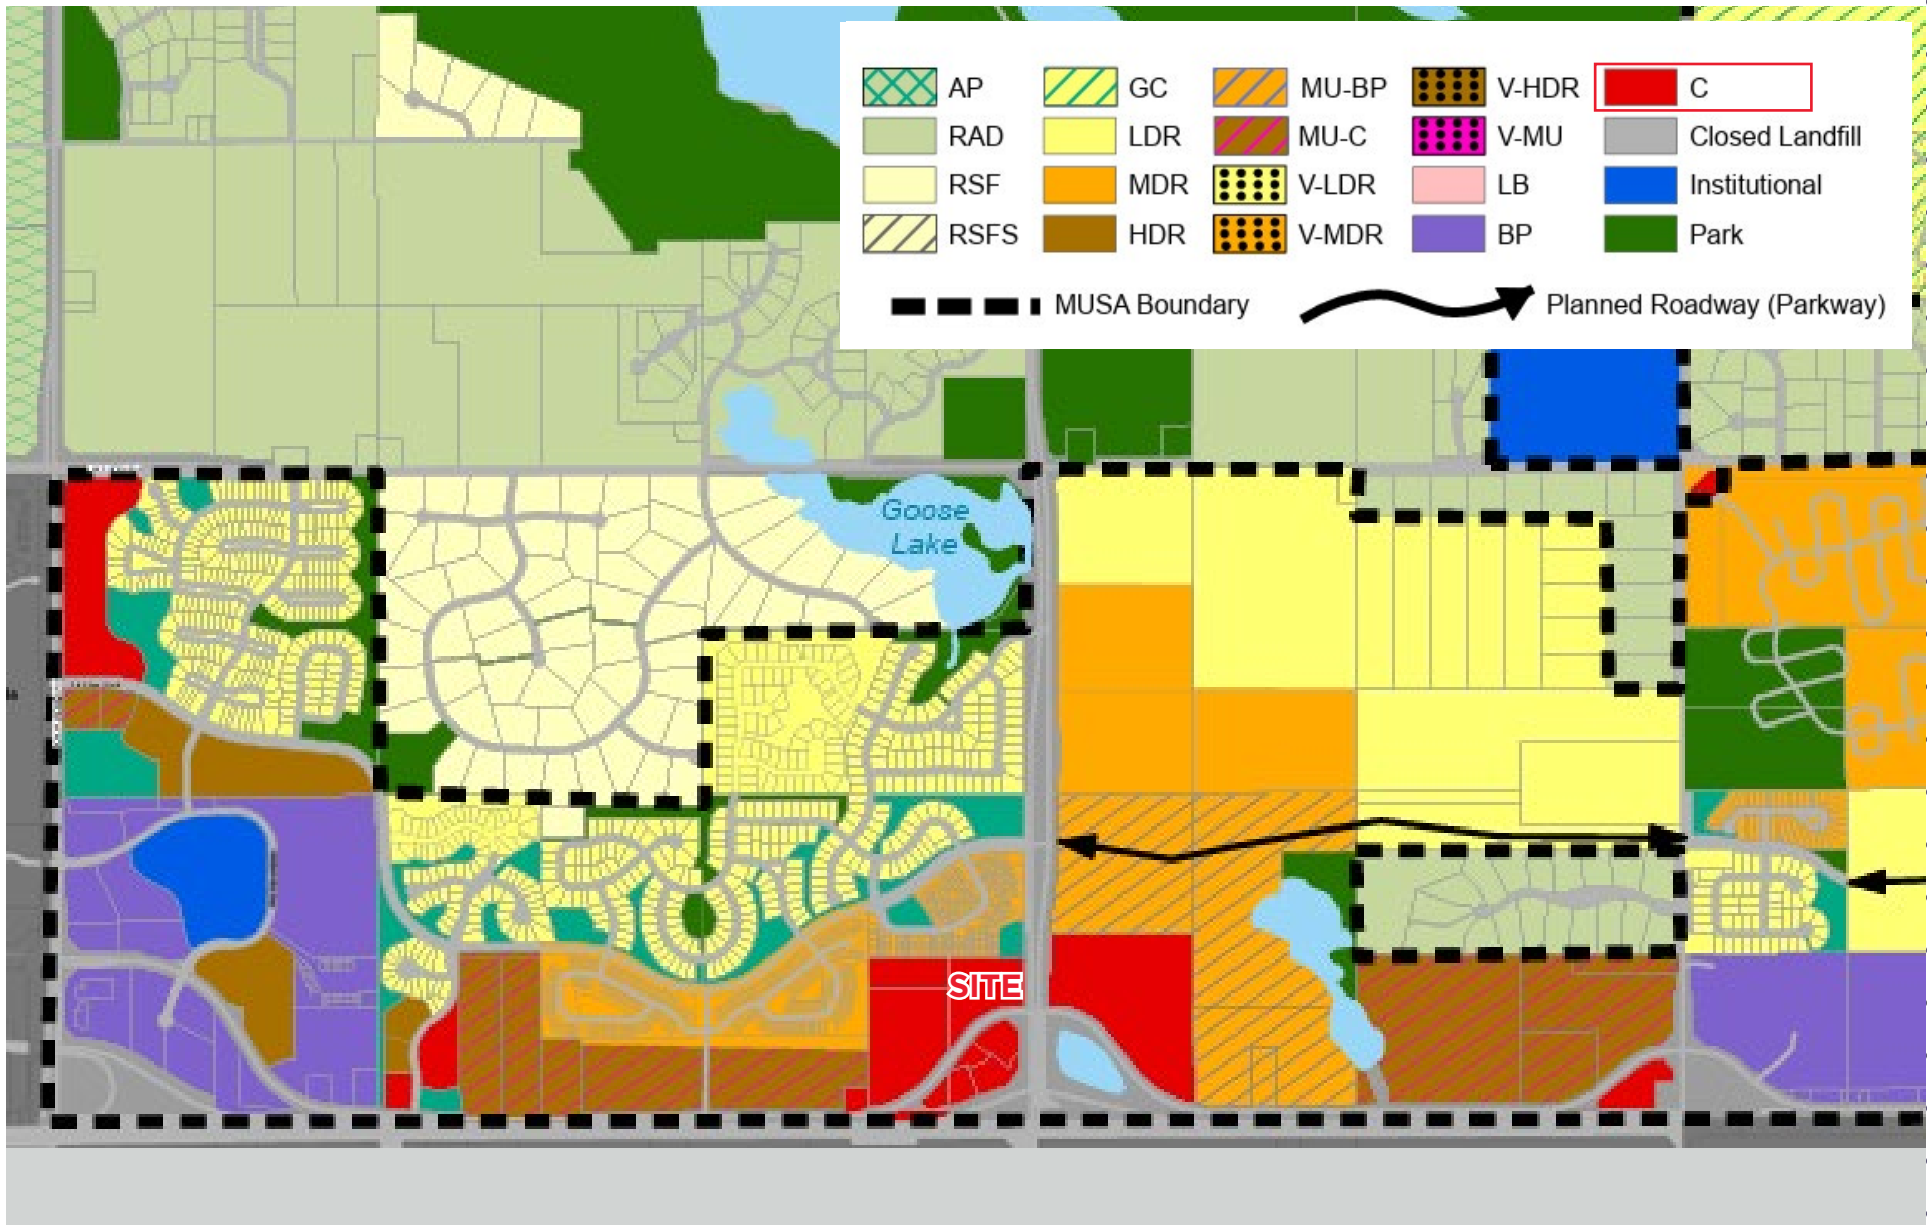 AP
GC
MU-BP
V-HDR
C
RAD
LDR
MU-C
V-MU
Closed Landfill
RSF
MDR
V-LDR
LB
Institutional
RSFS
HDR
V-MDR
BP
Park
MUSA Boundary
Planned Roadway (Parkway)
Goose
Lake
SITE